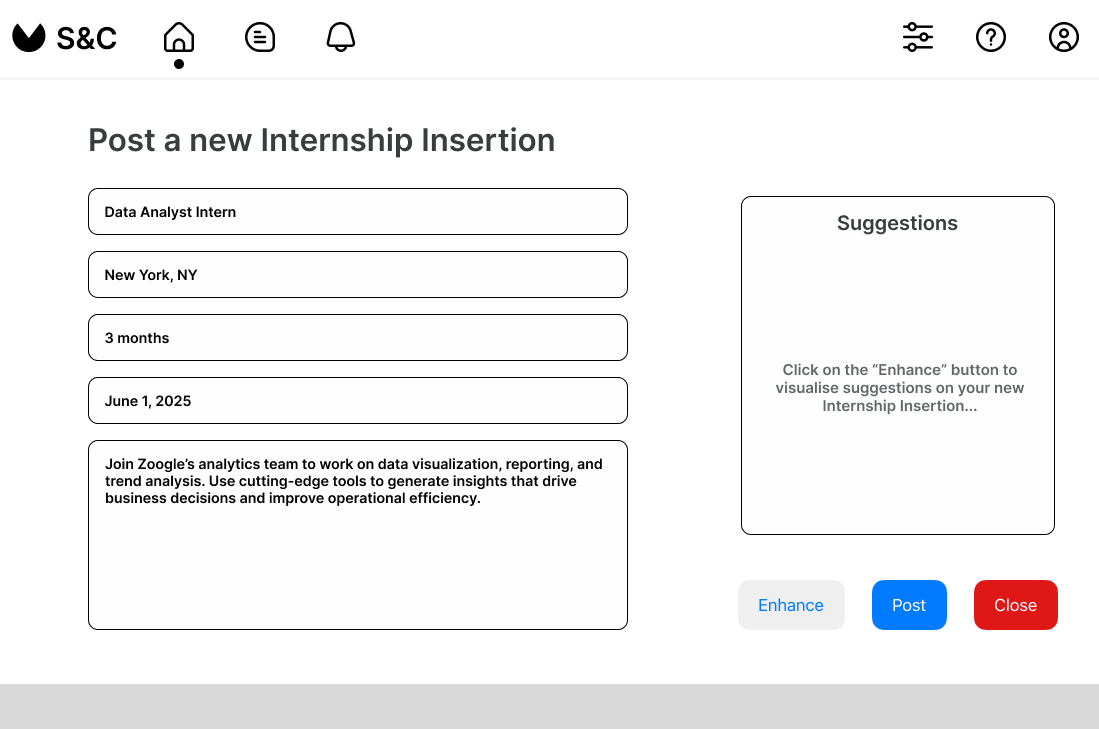 S&C
Post a new Internship Insertion
Data Analyst Intern
New York, NY
3 months
June 1, 2025
Join Zoogle’s analytics team to work on data visualization, reporting, and
trend analysis. Use cutting-edge tools to generate insights that drive
business decisions and improve operational efficiency.
Suggestions
Click on the “Enhance” button to
visualise suggestions on your new
Internship Insertion...
Enhance
Post
Close